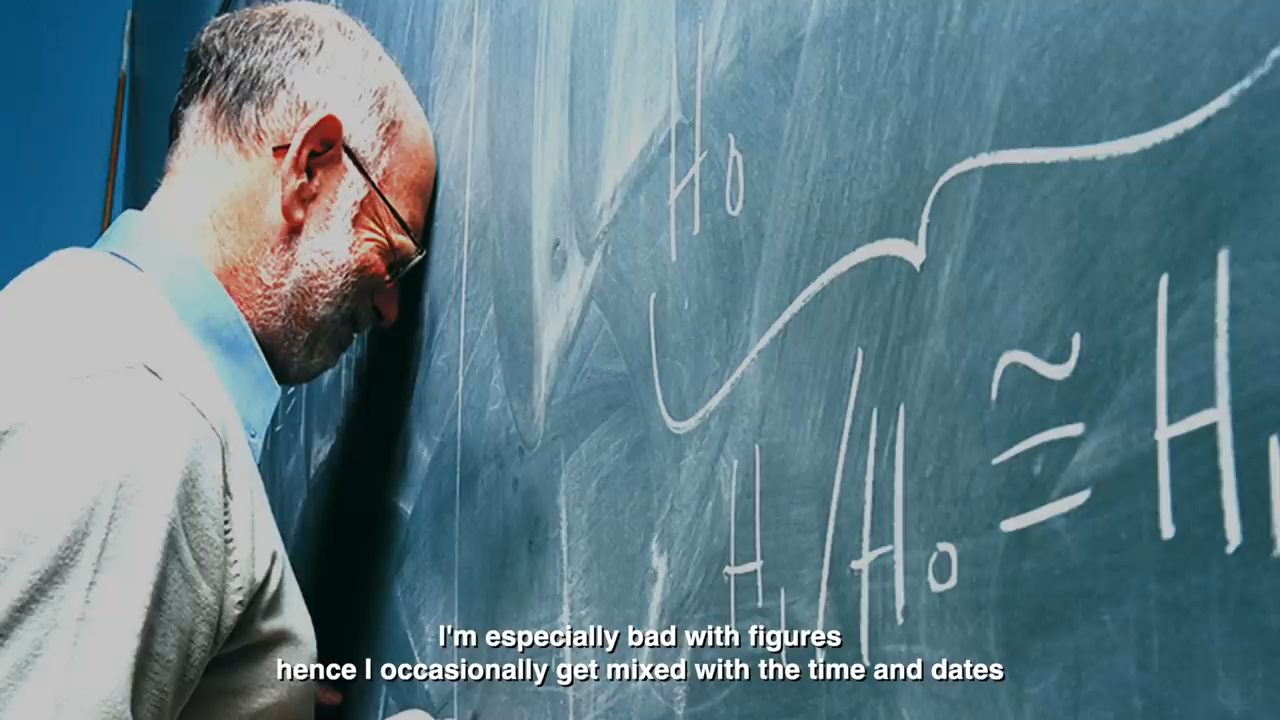 H0
H1/H0 ≅ H
I'm especially bad with figures
hence I occasionally get mixed with the time and dates